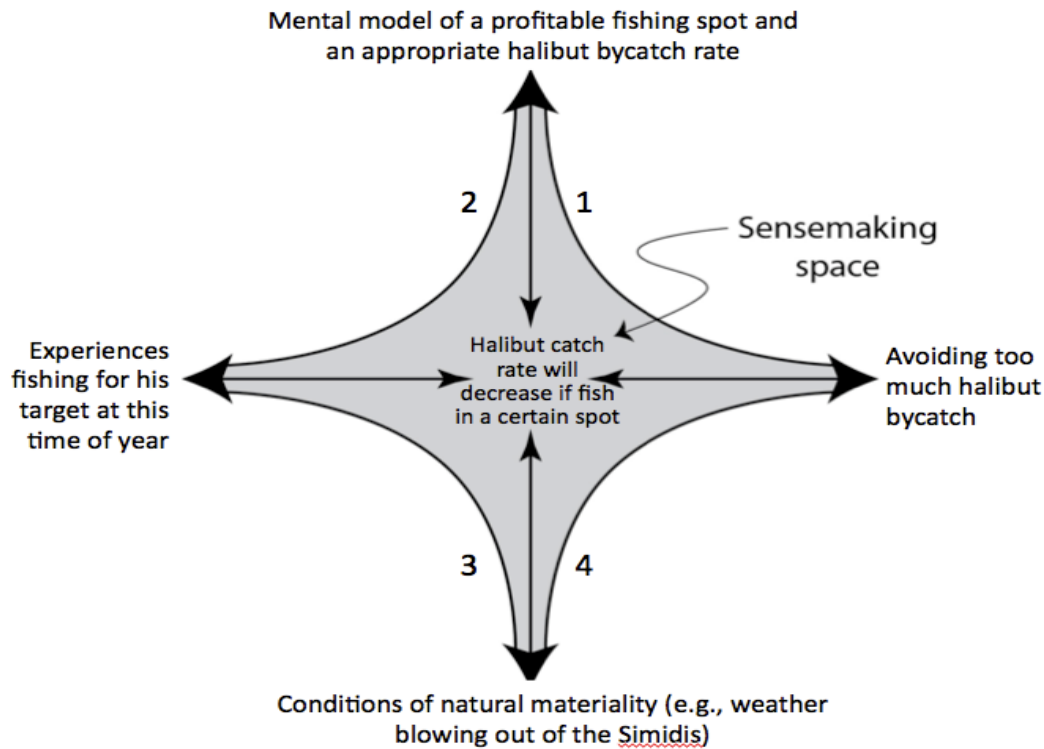 Mental model of a profitable fishing spot and
an appropriate halibut bycatch rate
2
1
Sensemaking
space
Experiences
fishing for his
target at this
time of year
Halibut catch
rate will
decrease if fish
in a certain spot
Avoiding too
much halibut
bycatch
3
4
Conditions of natural materiality (e.g., weather
blowing out of the Simidis)